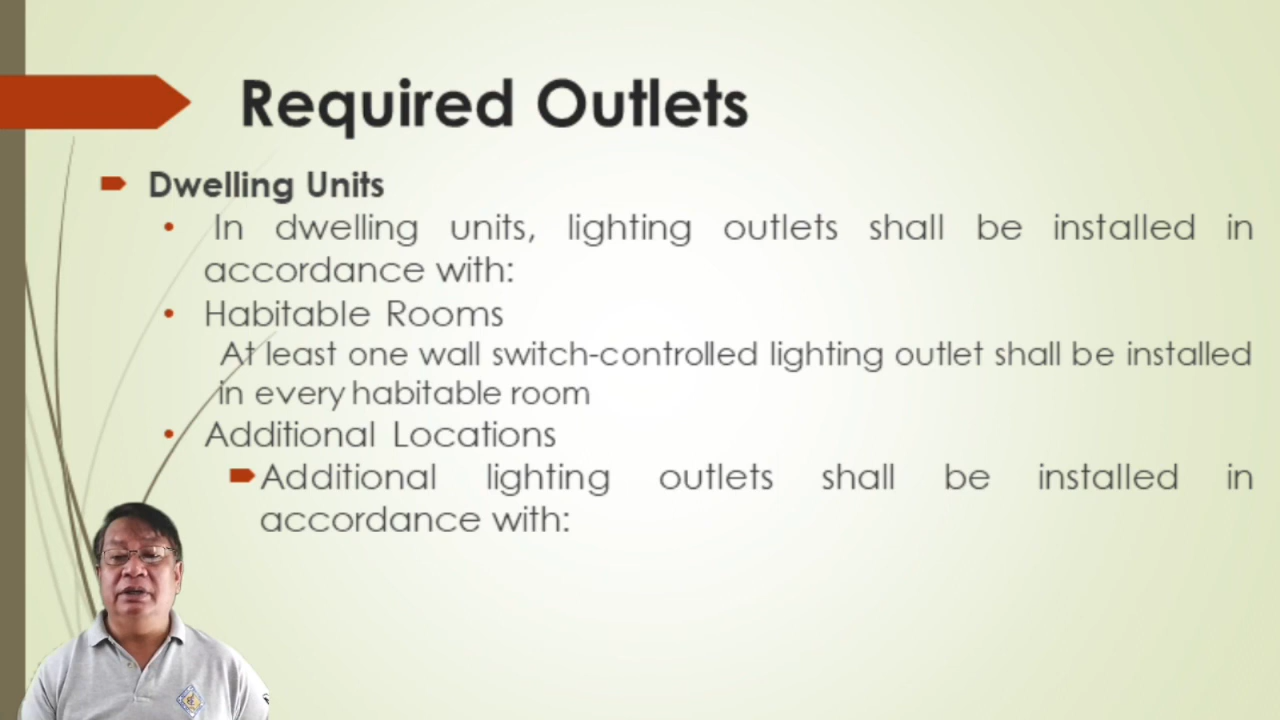 Required Outlets
Dwelling Units
In dwelling units, lighting outlets shall be installed in
accordance with:
Habitable Rooms
At least one wall switch-controlled lighting outlet shall be installed
in every habitable room
Additional Locations
Additional lighting outlets shall be installed in
accordance with: